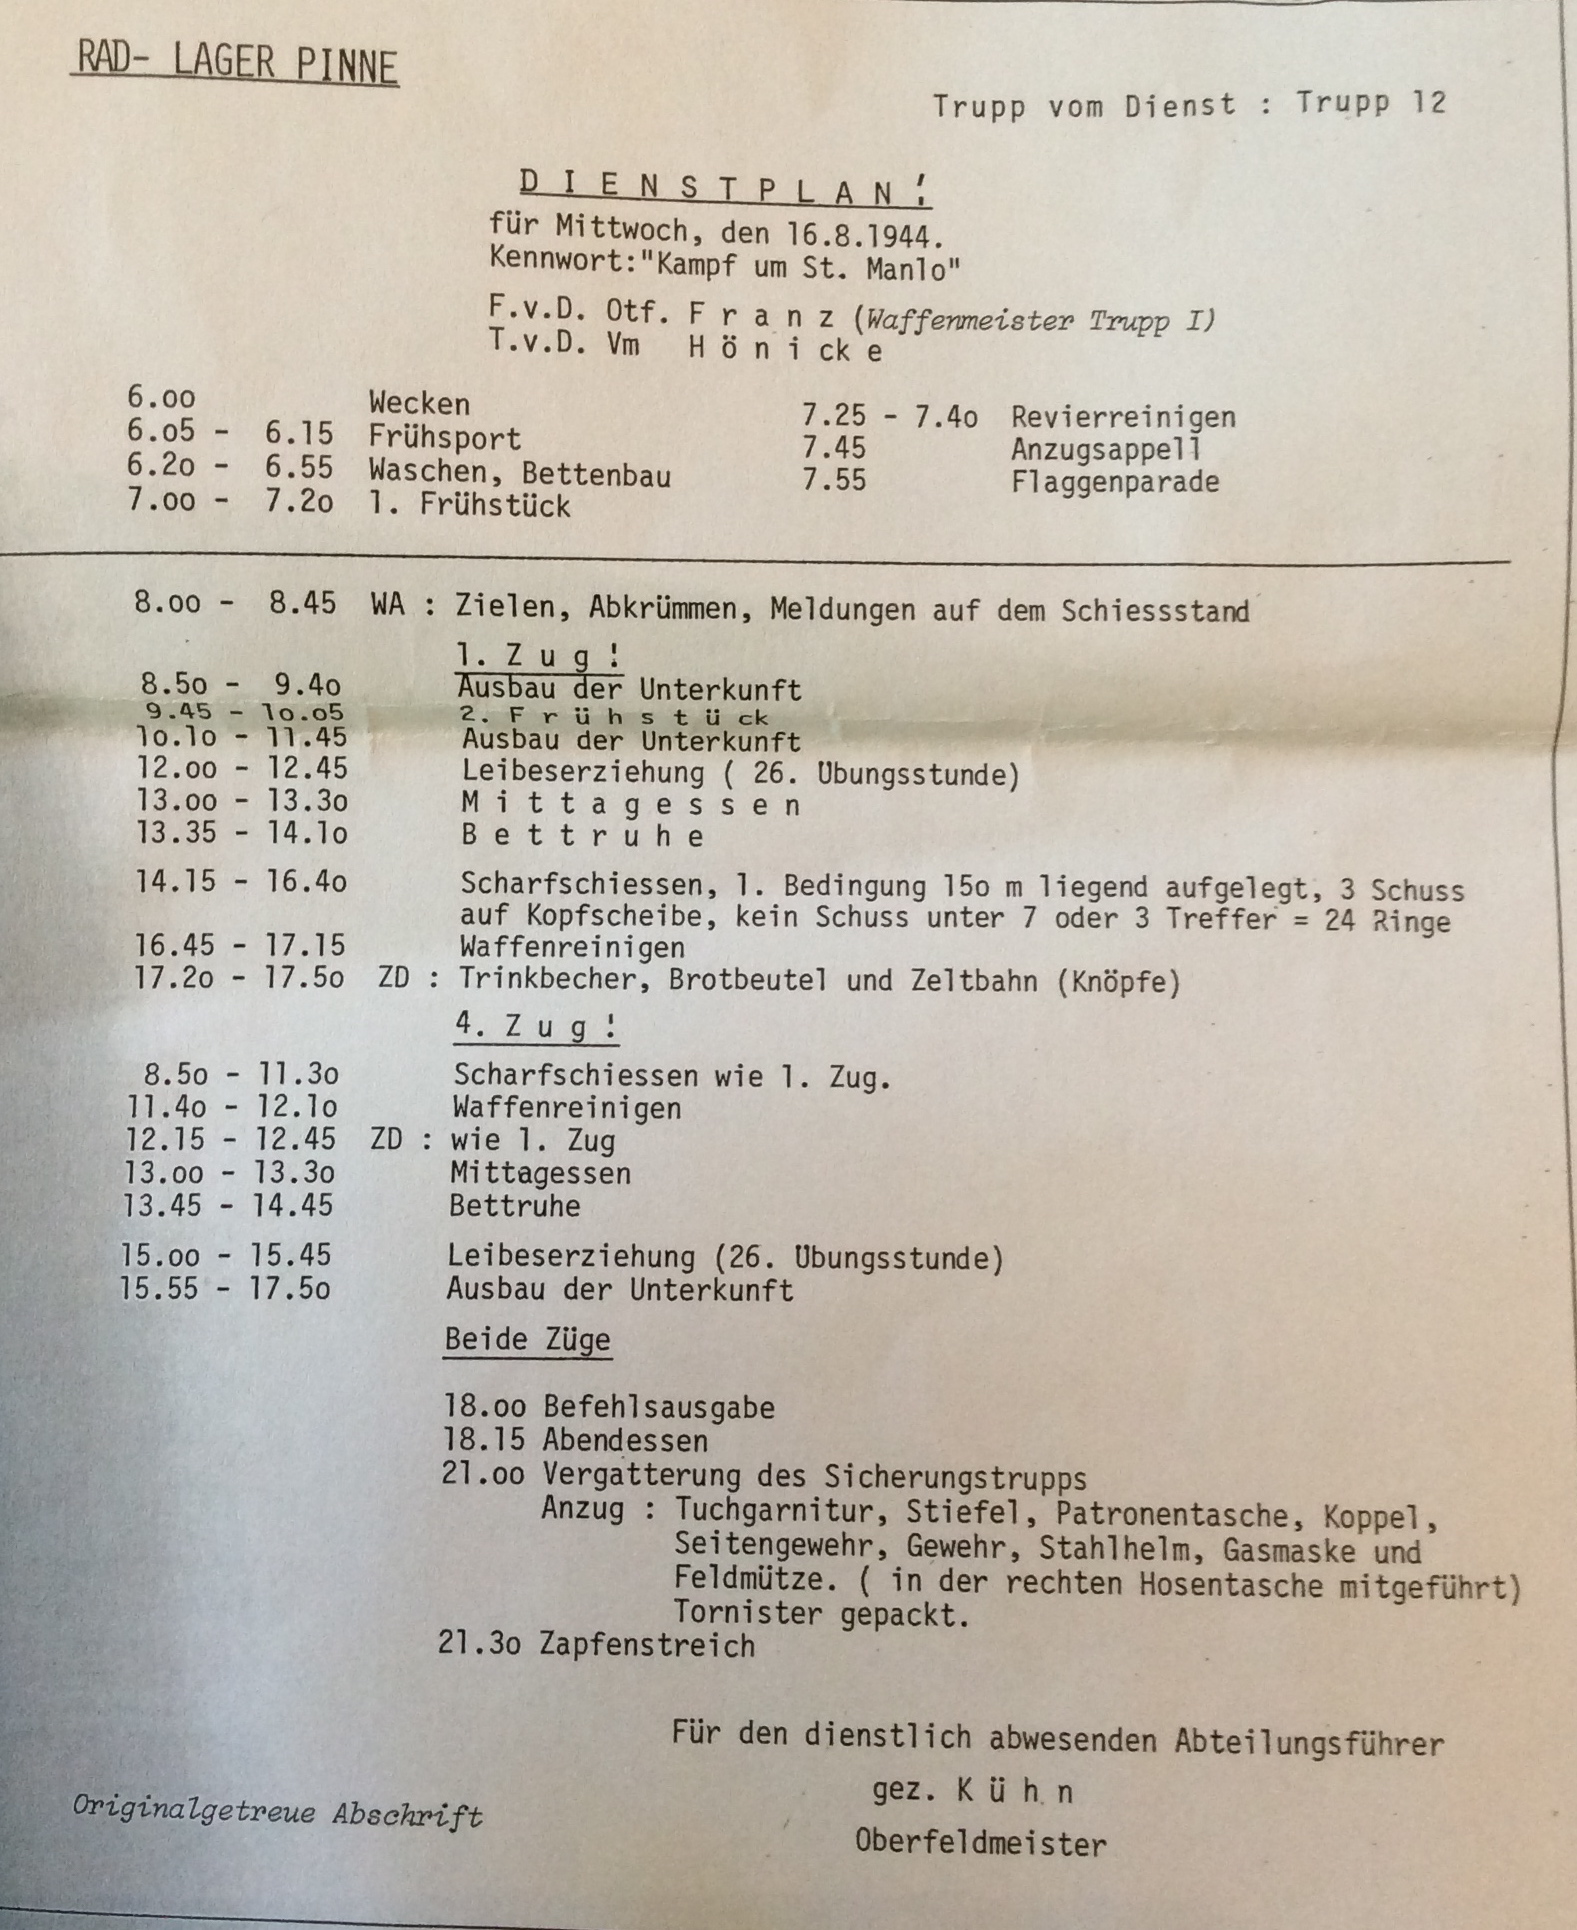 RAD- LAGER PINNE
Trupp vom Dienst : Trupp 12
D I E N S T P L A N !
für Mittwoch, den 16.8.1944.
Kennwort:"Kampf um St. Manlo"
F.v.D. Otf. F r a n z (Waffenmeister Trupp I)
T.v.D. Vm H ö n i ck e
6.oo Wecken
6.o5 - 6.15 Frühsport
6.2o - 6.55 Waschen, Bettenbau
7.oo - 7.2o 1. Frühstück
7.25 - 7.4o Revierreinigen
7.45 Anzugsappell
7.55 Flaggenparade
8.oo - 8.45 WA : Zielen, Abkrümmen, Meldungen auf dem Schiessstand
1. Z u g !
8.5o - 9.4o Ausbau der Unterkunft
9.45 - 1o.o5 2. F r ü h s t ü ck
1o.1o - 11.45 Ausbau der Unterkunft
12.oo - 12.45 Leibeserziehung ( 26. Ubungsstunde)
13.oo - 13.3o M i t t a g e s s e n
13.35 - 14.1o B e t t r u h e
14.15 - 16.4o Scharfschiessen, 1. Bedingung 15o m liegend aufgelegt, 3 Schuss
auf Kopfscheibe, kein Schuss unter 7 oder 3 Treffer = 24 Ringe
16.45 - 17.15 Waffenreinigen
17.2o - 17.5o ZD : Trinkbecher, Brotbeutel und Zeltbahn (Knöpfe)
4. Z u g !
8.5o - 11.3o Scharfschiessen wie 1. Zug.
11.4o - 12.1o Waffenreinigen
12.15 - 12.45 ZD : wie 1. Zug
13.oo - 13.3o Mittagessen
13.45 - 14.45 Bettruhe
15.oo - 15.45 Leibeserziehung (26. Ubungsstunde)
15.55 - 17.5o Ausbau der Unterkunft
Beide Züge
18.oo Befehlsausgabe
18.15 Abendessen
21.oo Vergatterung des Sicherungstrupps
Anzug : Tuchgarnitur, Stiefel, Patronentasche, Koppel,
Seitengewehr, Gewehr, Stahlhelm, Gasmaske und
Feldmütze. ( in der rechten Hosentasche mitgeführt)
Tornister gepackt.
21.3o Zapfenstreich
Für den dienstlich abwesenden Abteilungsführer
gez. K ü h n
Oberfeldmeister
Originalgetreue Abschrift